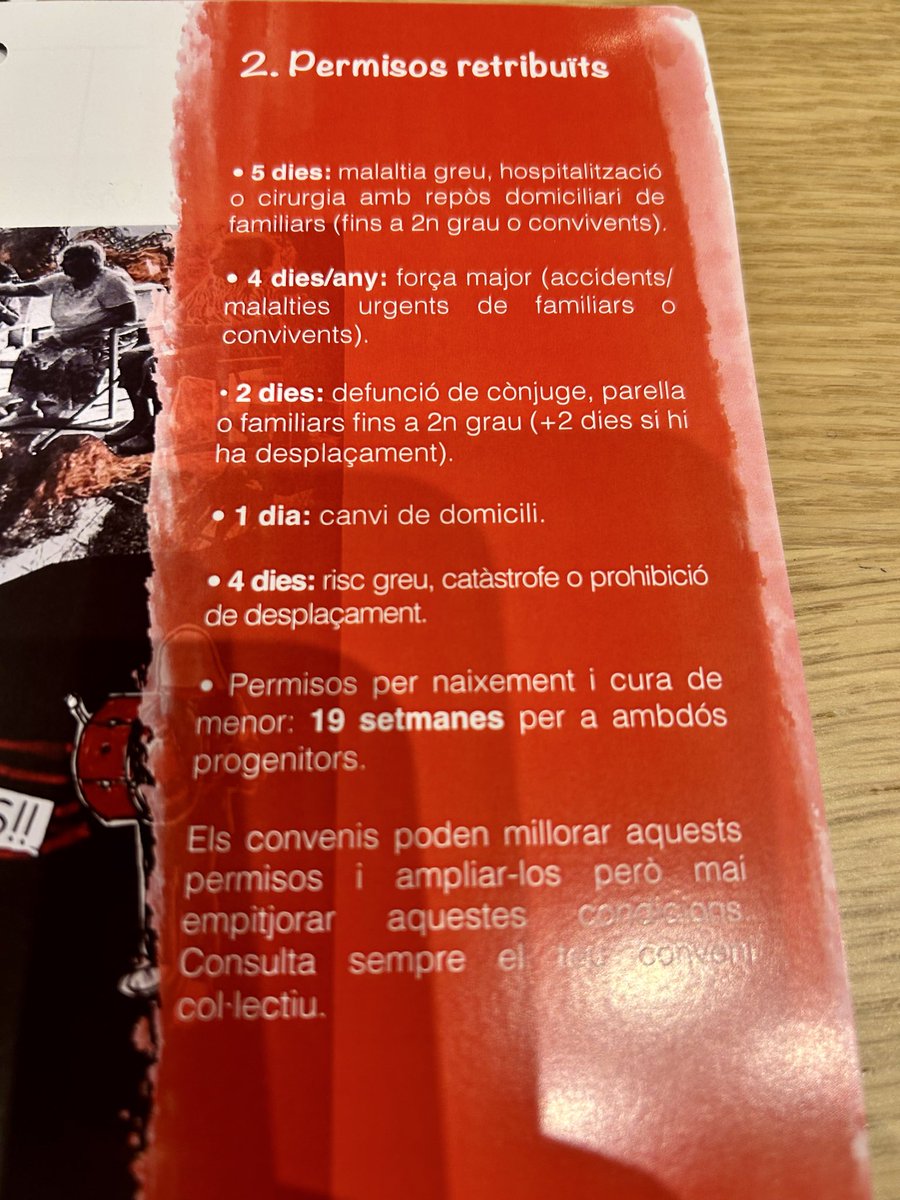 2. Permisos retribuïts
• 5 dies: malaltia greu, hospitalització
o cirurgia amb repòs domiciliari de
familiars (fins a 2n grau o convivents).
• 4 dies/any: força major (accidents/
malalties urgents de familiars o
convivents).
• 2 dies: defunció de cònjuge, parella
o familiars fins a 2n grau (+2 dies si hi
ha desplaçament).
• 1 dia: canvi de domicili.
• 4 dies: risc greu, catàstrofe o prohibició
de desplaçament.
• Permisos per naixement i cura de
menor: 19 setmanes per a ambdós
progenitors.
Els convenis poden millorar aquests
permisos i ampliar-los però mai
empitjorar aquestes condicions.
Consulta sempre el teu conveni
col·lectiu.
S!!